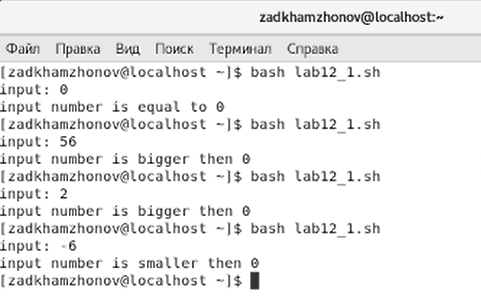 zadkhamzhonov@localhost:~
Файл Правка Вид Поиск Терминал Справка
[zadkhamzhonov@localhost ~]$ bash lab12_1.sh
input: 0
input number is equal to 0
[zadkhamzhonov@localhost ~]$ bash lab12_1.sh
input: 56
input number is bigger then 0
[zadkhamzhonov@localhost ~]$ bash lab12_1.sh
input: 2
input number is bigger then 0
[zadkhamzhonov@localhost ~]$ bash lab12_1.sh
input: -6
input number is smaller then 0
[zadkhamzhonov@localhost ~]$